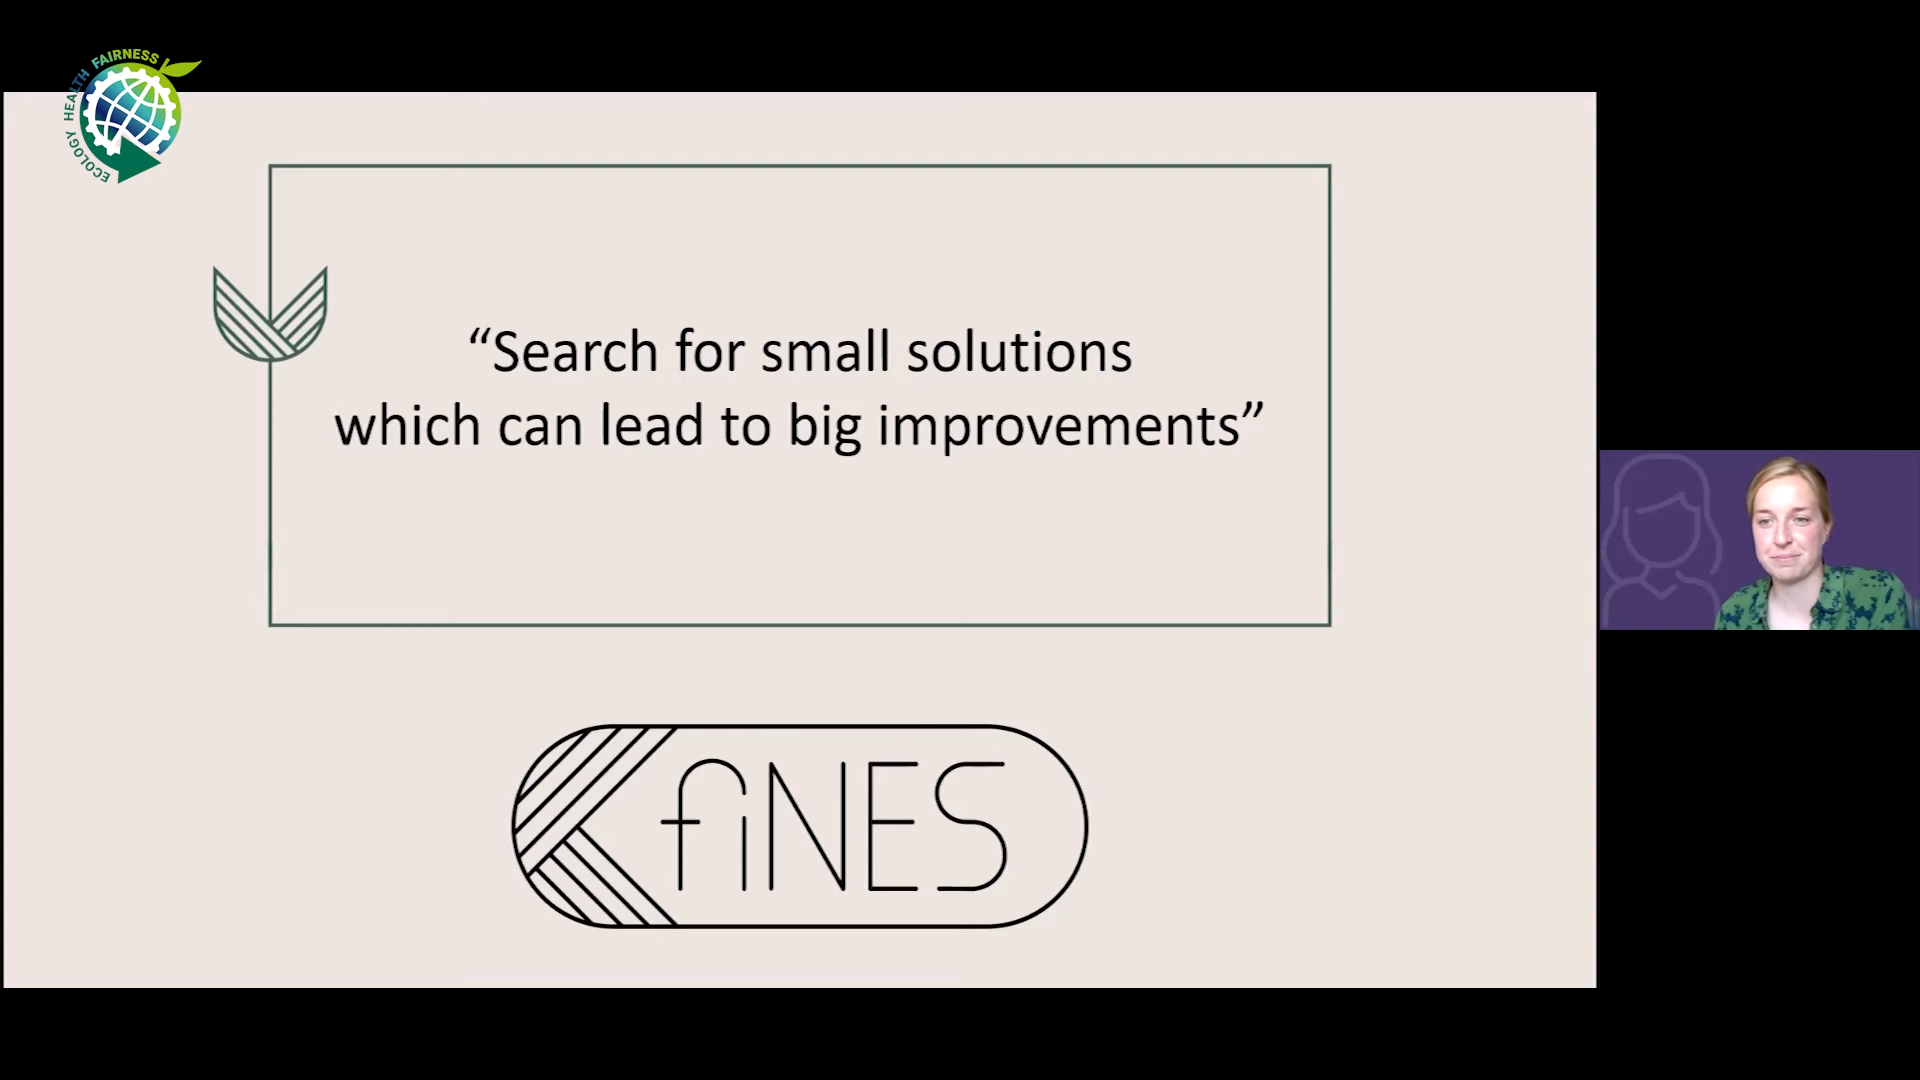 ECOLOGY HEALTH FAIRNESS
“Search for small solutions
which can lead to big improvements”
fiNES